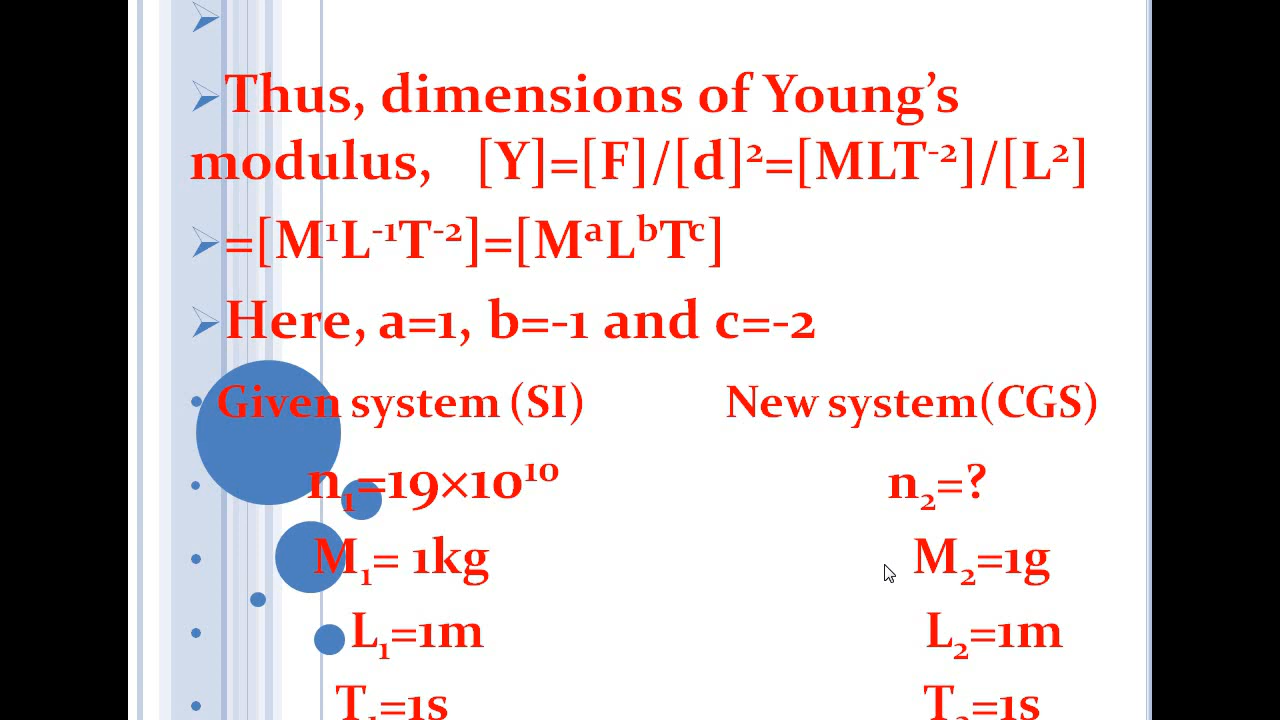 Thus, dimensions of Young's
modulus, [Y]=[F]/[d]²=[MLT⁻²]/[L²]
=[M¹L⁻¹T⁻²]=[MᵃLᵇTᶜ]
Here, a=1, b=-1 and c=-2
Given system (SI) New system(CGS)
n₁=19×10¹⁰ n₂=?
M₁= 1kg M₂=1g
L₁=1m L₂=1m
T₁=1s T₂=1s